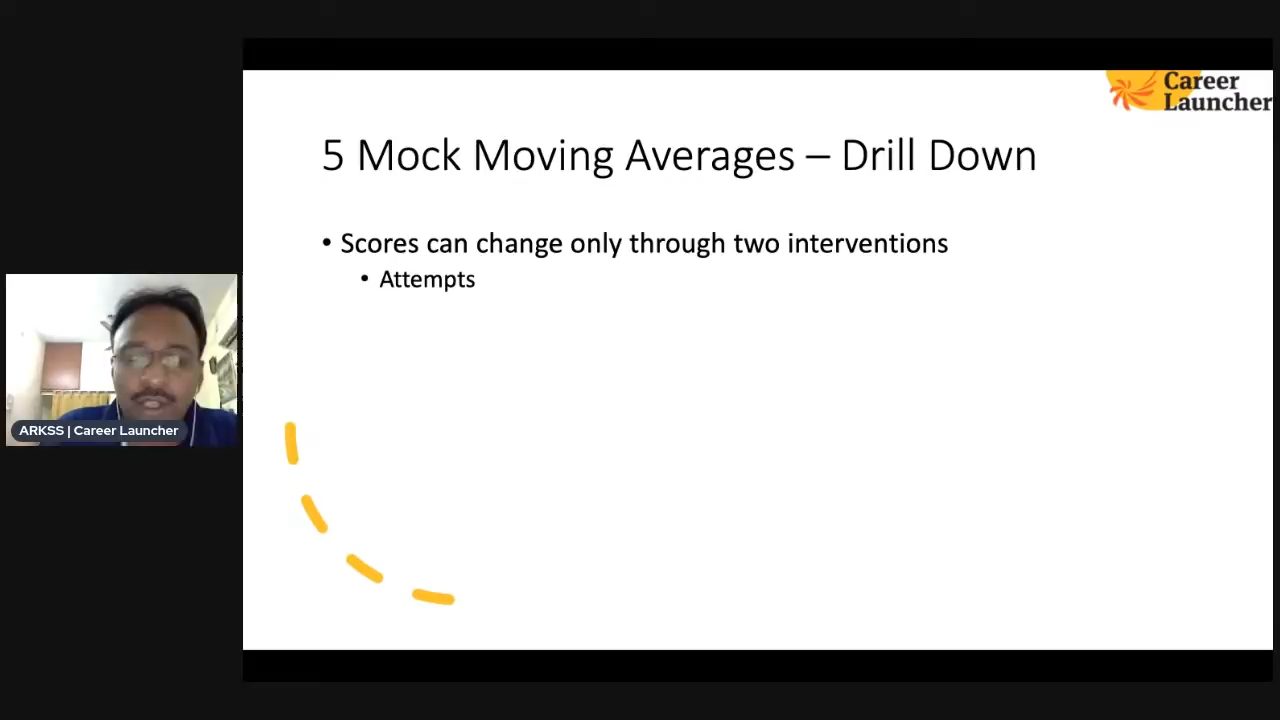 Career
Launcher
5 Mock Moving Averages – Drill Down
• Scores can change only through two interventions
• Attempts
ARKSS | Career Launcher